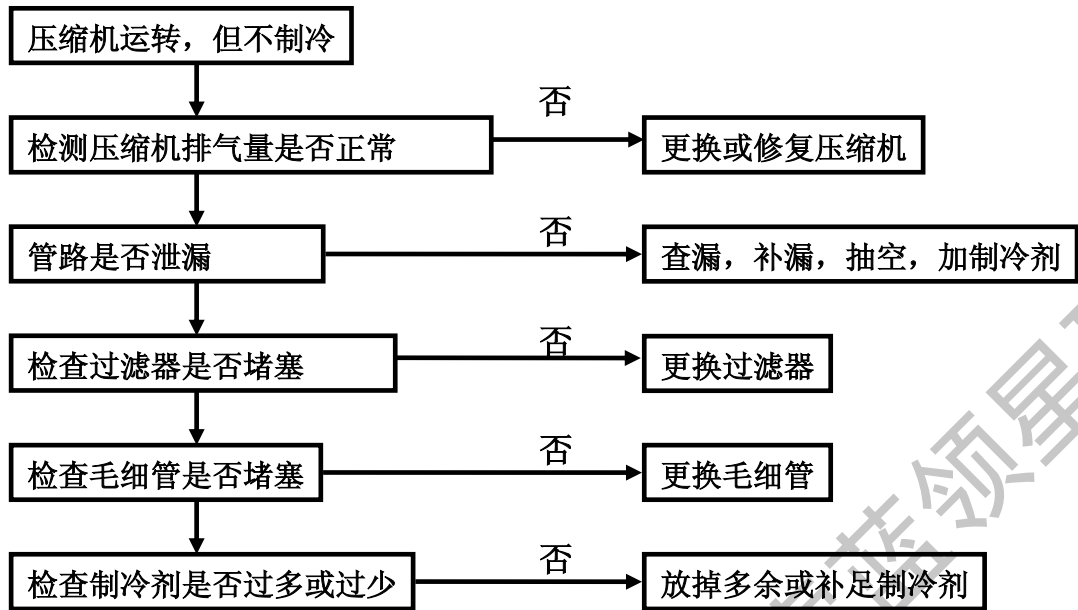 压缩机运转，但不制冷
否
检测压缩机排气量是否正常
更换或修复压缩机
否
管路是否泄漏
查漏，补漏，抽空，加制冷剂
否
检查过滤器是否堵塞
更换过滤器
否
检查毛细管是否堵塞
更换毛细管
否
检查制冷剂是否过多或过少
放掉多余或补足制冷剂
蓝领星